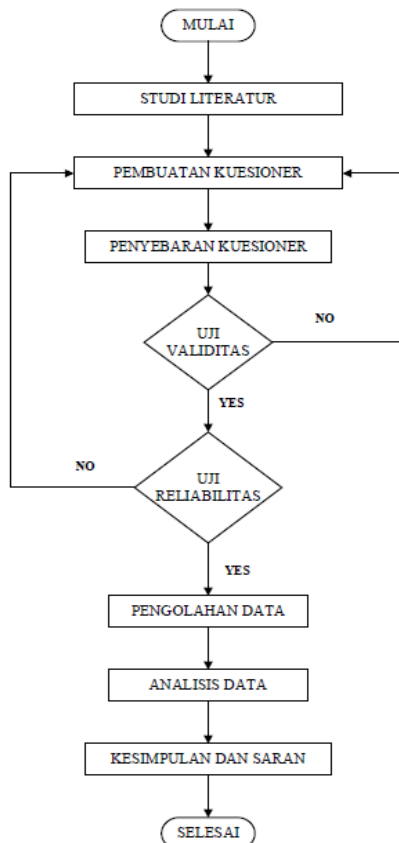 MULAI
STUDI LITERATUR
PEMBUATAN KUESIONER
PENYEBARAN KUESIONER
UJI
VALIDITAS
NO
YES
UJI
RELIABILITAS
NO
YES
PENGOLAHAN DATA
ANALISIS DATA
KESIMPULAN DAN SARAN
SELESAI